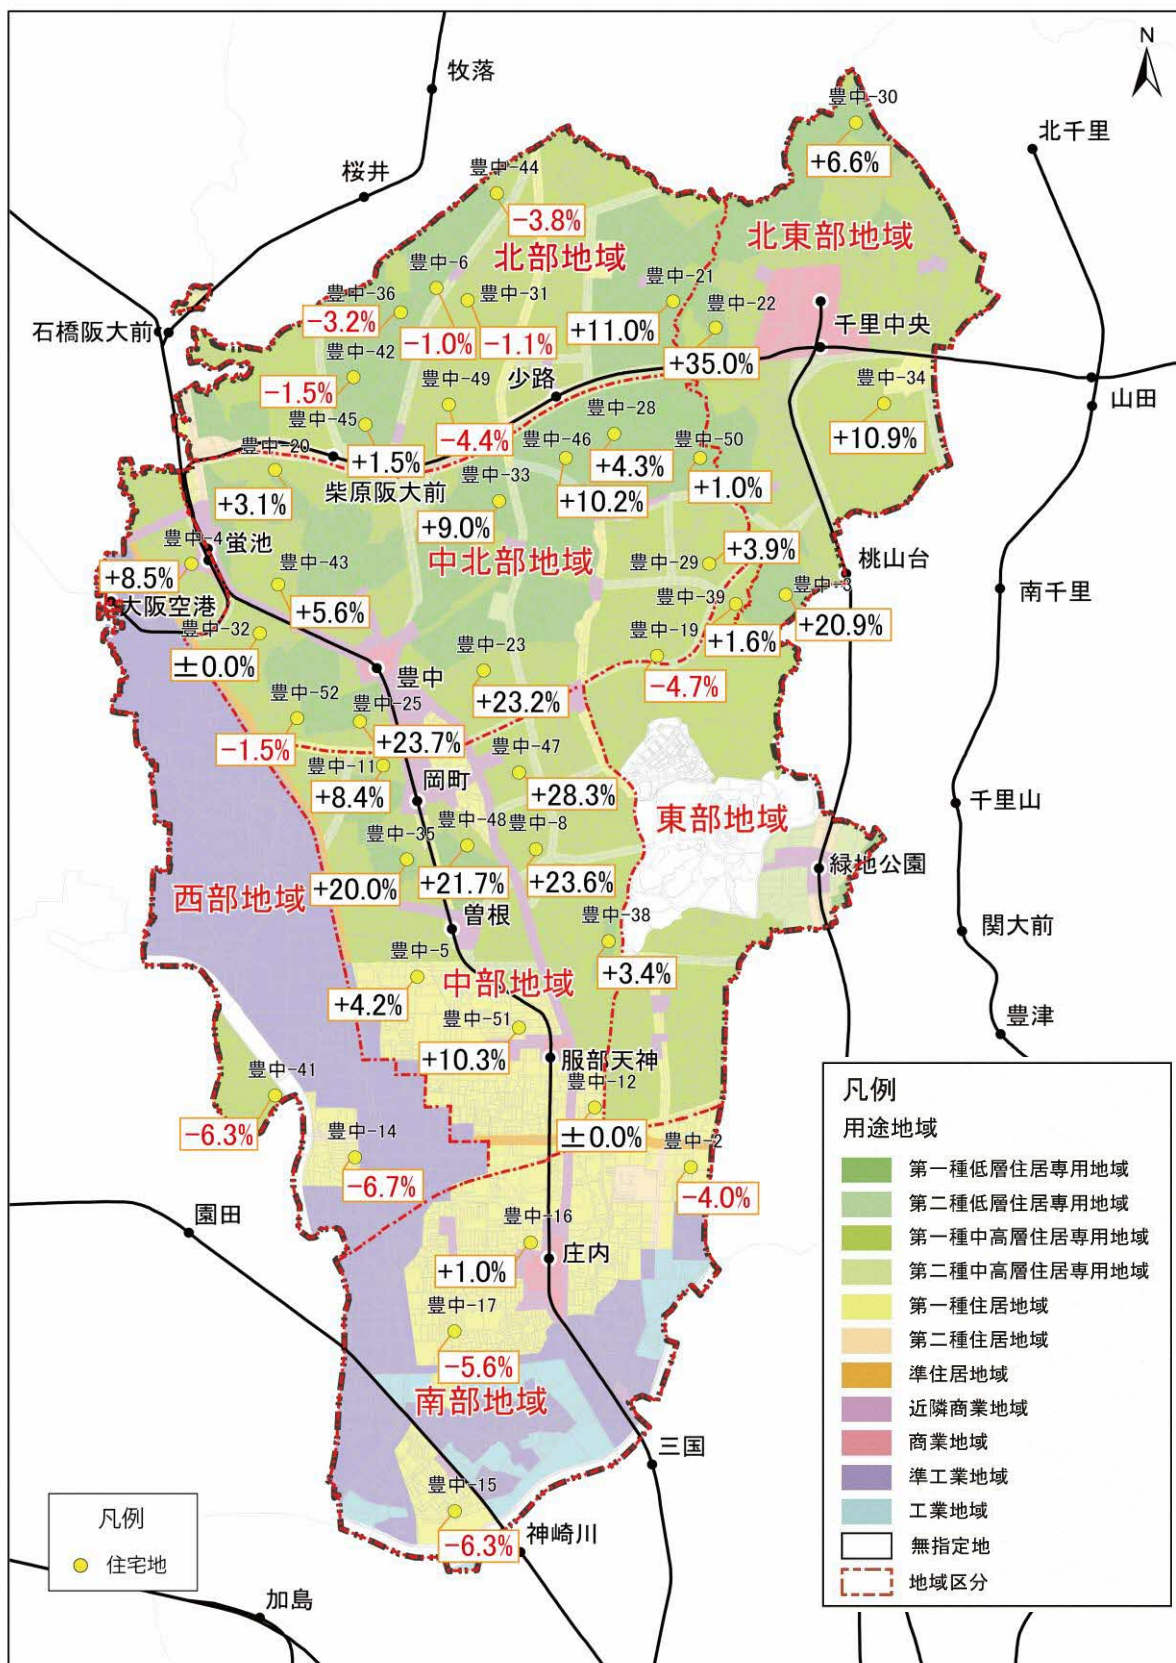 N
牧落
豊中-30
北千里
+6.6%
豊中-44
桜井
-3.8%
北東部地域
北部地域
豊中-6
豊中-21
豊中-36
豊中-31
豊中-22
石橋阪大前
-3.2%
+11.0%
千里中央
-1.0%
-1.1%
豊中-42
+35.0%
豊中-49
少路
豊中-34
-1.5%
山田
豊中-28
豊中-45
-4.4%
豊中-46
豊中-50
+10.9%
豊中-20
+1.5%
+4.3%
豊中-33
柴原阪大前
+1.0%
+3.1%
+10.2%
+9.0%
豊中-4
蛍池
+3.9%
中北部地域
豊中-43
豊中-29
桃山台
+8.5%
豊中-3
南千里
大阪空港
豊中-39
+5.6%
+20.9%
豊中-32
豊中-19
+1.6%
±0.0%
豊中
豊中-23
-4.7%
+23.2%
豊中-52
豊中-25
-1.5%
+23.7%
豊中-47
豊中-11
+8.4%
岡町
+28.3%
千里山
東部地域
豊中-48
豊中-8
豊中-35
緑地公園
+20.0%
+21.7%
+23.6%
西部地域
曽根
豊中-38
関大前
豊中-5
+3.4%
中部地域
+4.2%
豊中-51
豊津
+10.3%
服部天神
豊中-41
豊中-12
-6.3%
±0.0%
豊中-14
豊中-2
-6.7%
-4.0%
園田
豊中-16
庄内
+1.0%
豊中-17
-5.6%
南部地域
三国
豊中-15
神崎川
-6.3%
加島
凡例
住宅地
凡例
用途地域
第一種低層住居専用地域
第二種低層住居専用地域
第一種中高層住居専用地域
第二種中高層住居専用地域
第一種住居地域
第二種住居地域
準住居地域
近隣商業地域
商業地域
準工業地域
工業地域
無指定地
地域区分